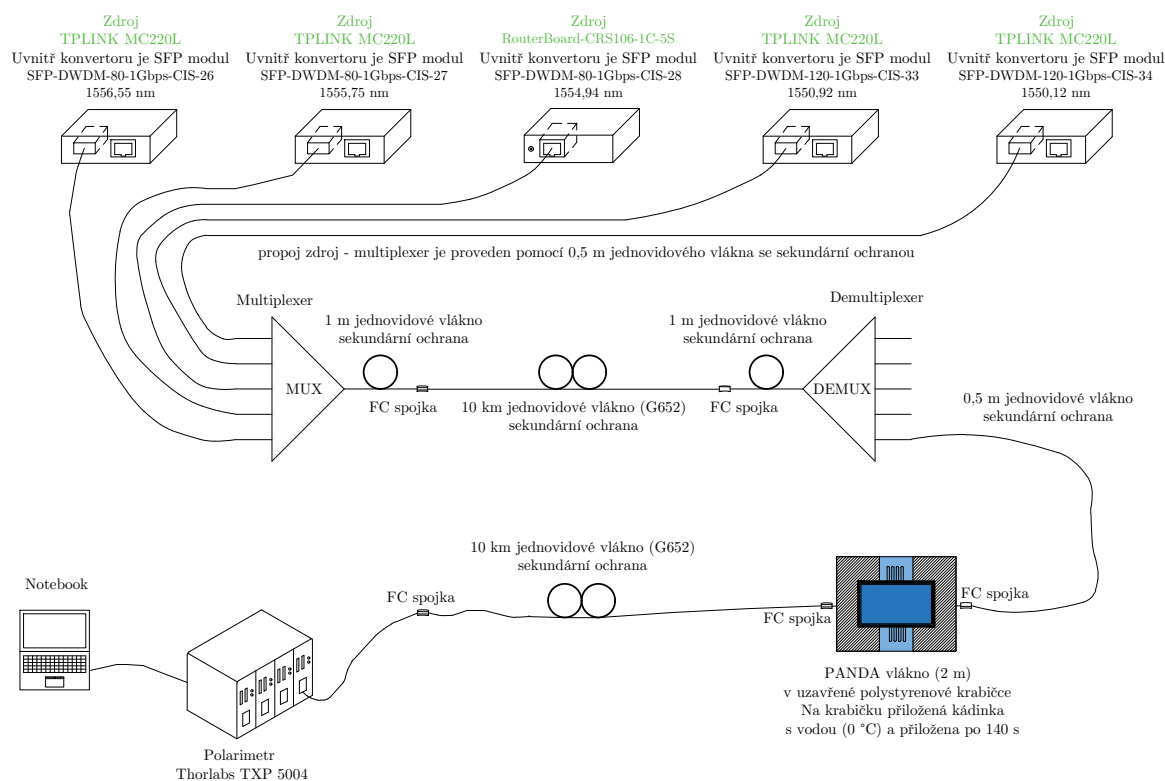 Zdroj
TPLINK MC220L
Uvnitř konvertoru je SFP modul
SFP-DWDM-80-1Gbps-CIS-26
1556,55 nm
Zdroj
TPLINK MC220L
Uvnitř konvertoru je SFP modul
SFP-DWDM-80-1Gbps-CIS-27
1555,75 nm
Zdroj
RouterBoard-CRS106-1C-5S
Uvnitř konvertoru je SFP modul
SFP-DWDM-80-1Gbps-CIS-28
1554,94 nm
Zdroj
TPLINK MC220L
Uvnitř konvertoru je SFP modul
SFP-DWDM-120-1Gbps-CIS-33
1550,92 nm
Zdroj
TPLINK MC220L
Uvnitř konvertoru je SFP modul
SFP-DWDM-120-1Gbps-CIS-34
1550,12 nm
propoj zdroj - multiplexer je proveden pomocí 0,5 m jednovidového vlákna se sekundární ochranou
Multiplexer
MUX
1 m jednovidové vlákno
sekundární ochrana
FC spojka
10 km jednovidové vlákno (G652)
sekundární ochrana
1 m jednovidové vlákno
sekundární ochrana
FC spojka
Demultiplexer
DEMUX
0,5 m jednovidové vlákno
sekundární ochrana
10 km jednovidové vlákno (G652)
sekundární ochrana
Notebook
FC spojka
FC spojka
FC spojka
PANDA vlákno (2 m)
v uzavřené polystyrenové krabičce
Na krabičku přiložená kádinka
s vodou (0 °C) a přiložena po 140 s
Polarimetr
Thorlabs TXP 5004